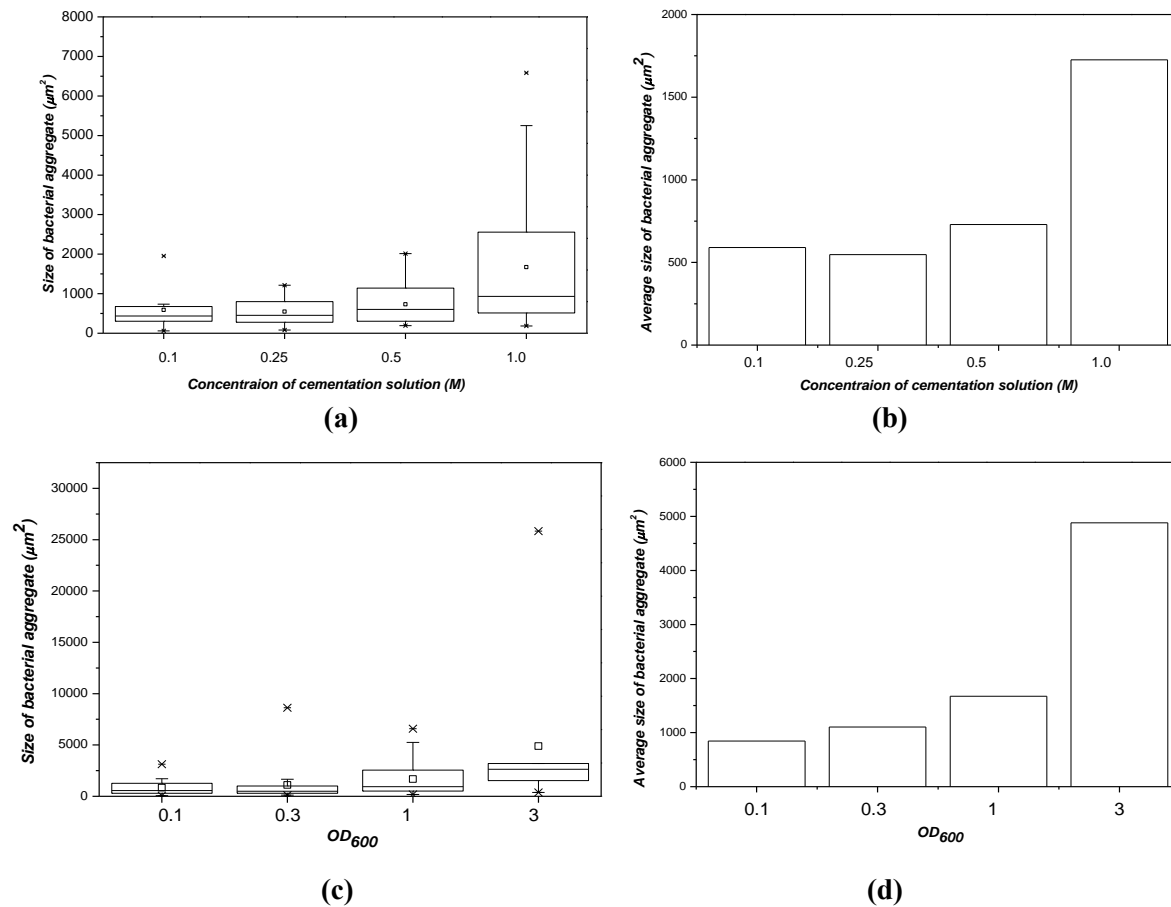 8000
7000
6000
5000
4000
3000
2000
1000
0
Size of bacterial aggregate (μm²)
0.1 0.25 0.5 1.0
Concentraion of cementation solution (M)
(a)
2000
1500
1000
500
0
Average size of bacterial aggregate (μm²)
0.1 0.25 0.5 1.0
Concentraion of cementation solution (M)
(b)
30000
25000
20000
15000
10000
5000
0
Size of bacterial aggregate (μm²)
0.1 0.3 1 3
OD₆₀₀
(c)
6000
5000
4000
3000
2000
1000
0
Average size of bacterial aggregate (μm²)
0.1 0.3 1 3
OD₆₀₀
(d)